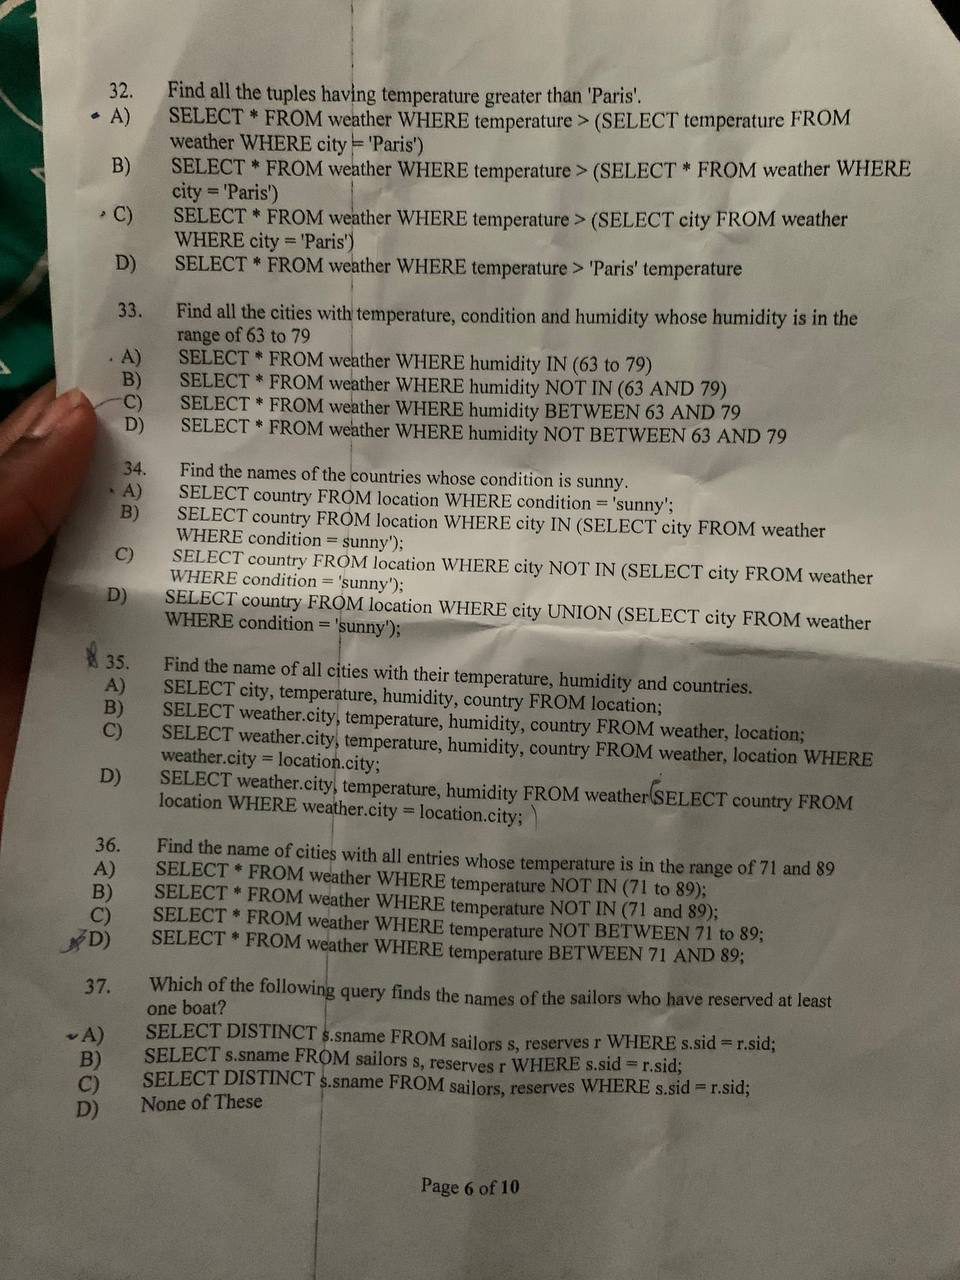 32. Find all the tuples having temperature greater than 'Paris'.
A) SELECT * FROM weather WHERE temperature > (SELECT temperature FROM
weather WHERE city = 'Paris')
B) SELECT * FROM weather WHERE temperature > (SELECT * FROM weather WHERE
city = 'Paris')
C) SELECT * FROM weather WHERE temperature > (SELECT city FROM weather
WHERE city = 'Paris')
D) SELECT * FROM weather WHERE temperature > 'Paris' temperature
33. Find all the cities with temperature, condition and humidity whose humidity is in the
range of 63 to 79
A) SELECT * FROM weather WHERE humidity IN (63 to 79)
B) SELECT * FROM weather WHERE humidity NOT IN (63 AND 79)
C) SELECT * FROM weather WHERE humidity BETWEEN 63 AND 79
D) SELECT * FROM weather WHERE humidity NOT BETWEEN 63 AND 79
34. Find the names of the countries whose condition is sunny.
A) SELECT country FROM location WHERE condition = 'sunny';
B) SELECT country FROM location WHERE city IN (SELECT city FROM weather
WHERE condition = sunny');
C) SELECT country FROM location WHERE city NOT IN (SELECT city FROM weather
WHERE condition = 'sunny');
D) SELECT country FROM location WHERE city UNION (SELECT city FROM weather
WHERE condition = 'sunny');
35. Find the name of all cities with their temperature, humidity and countries.
A) SELECT city, temperature, humidity, country FROM location;
B) SELECT weather.city, temperature, humidity, country FROM weather, location;
C) SELECT weather.city, temperature, humidity, country FROM weather, location WHERE
weather.city = location.city;
D) SELECT weather.city, temperature, humidity FROM weather(SELECT country FROM
location WHERE weather.city = location.city; )
36. Find the name of cities with all entries whose temperature is in the range of 71 and 89
A) SELECT * FROM weather WHERE temperature NOT IN (71 to 89);
B) SELECT * FROM weather WHERE temperature NOT IN (71 and 89);
C) SELECT * FROM weather WHERE temperature NOT BETWEEN 71 to 89;
D) SELECT * FROM weather WHERE temperature BETWEEN 71 AND 89;
37. Which of the following query finds the names of the sailors who have reserved at least
one boat?
A) SELECT DISTINCT s.sname FROM sailors s, reserves r WHERE s.sid = r.sid;
B) SELECT s.sname FROM sailors s, reserves r WHERE s.sid = r.sid;
C) SELECT DISTINCT s.sname FROM sailors, reserves WHERE s.sid = r.sid;
D) None of These
Page 6 of 10